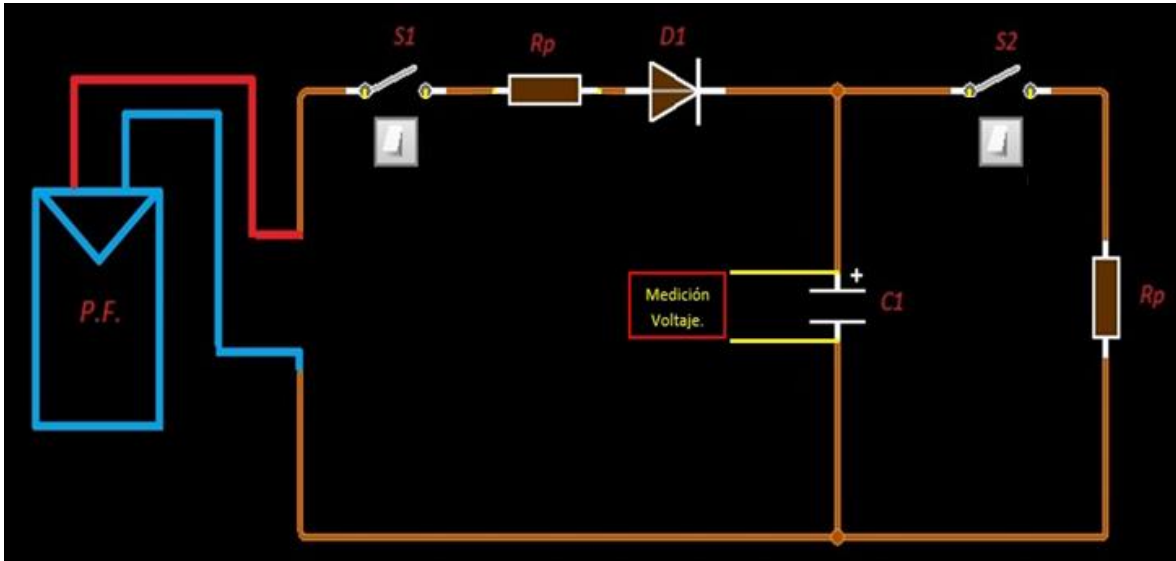 S1
Rp
D1
S2
P.F.
Medición
Voltaje.
+
C1
Rp